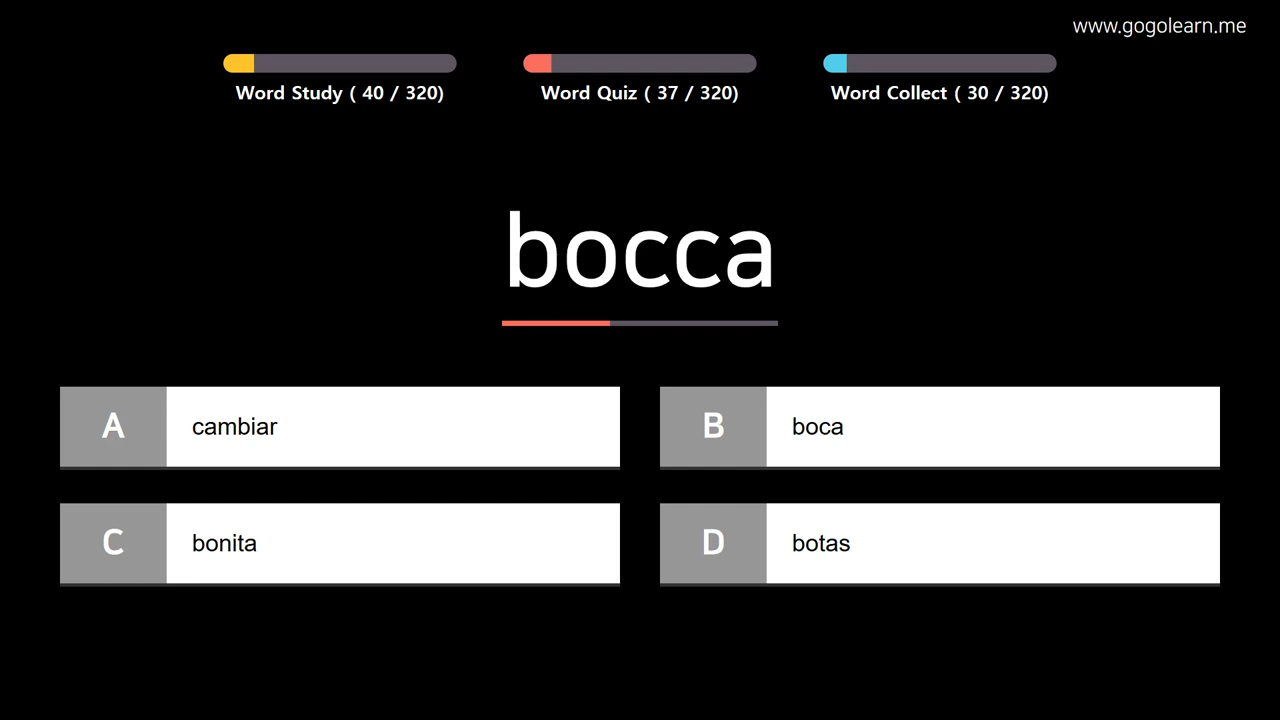 www.gogolearn.me
Word Study ( 40 / 320)
Word Quiz ( 37 / 320)
Word Collect ( 30 / 320)
bocca
A cambiar
B boca
C bonita
D botas